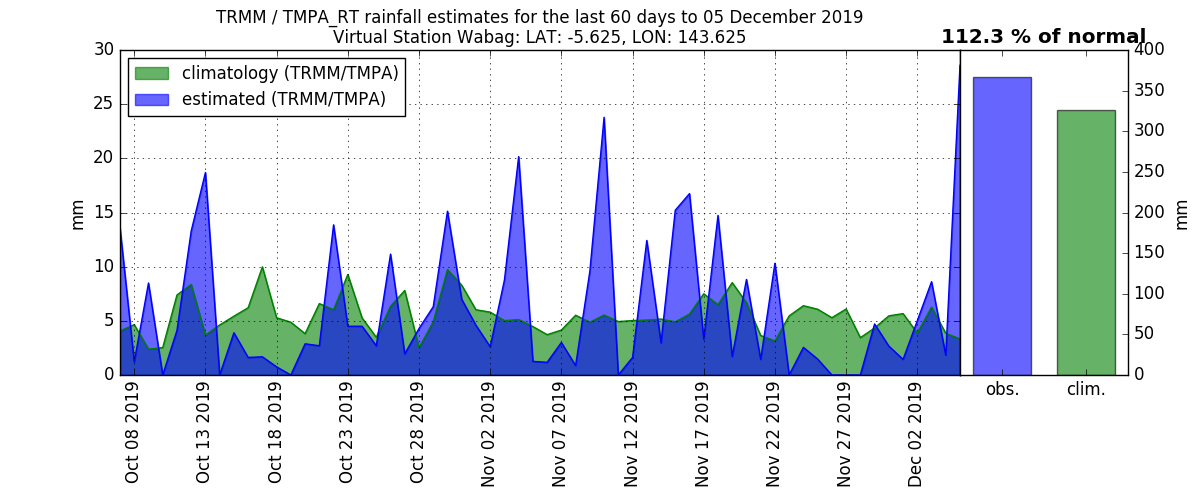 TRMM / TMPA_RT rainfall estimates for the last 60 days to 05 December 2019
Virtual Station Wabag: LAT: -5.625, LON: 143.625
112.3 % of normal
climatology (TRMM/TMPA)
estimated (TRMM/TMPA)
30
25
20
15
10
5
0
mm
400
350
300
250
200
150
100
50
0
mm
Oct 08 2019
Oct 13 2019
Oct 18 2019
Oct 23 2019
Oct 28 2019
Nov 02 2019
Nov 07 2019
Nov 12 2019
Nov 17 2019
Nov 22 2019
Nov 27 2019
Dec 02 2019
obs.
clim.